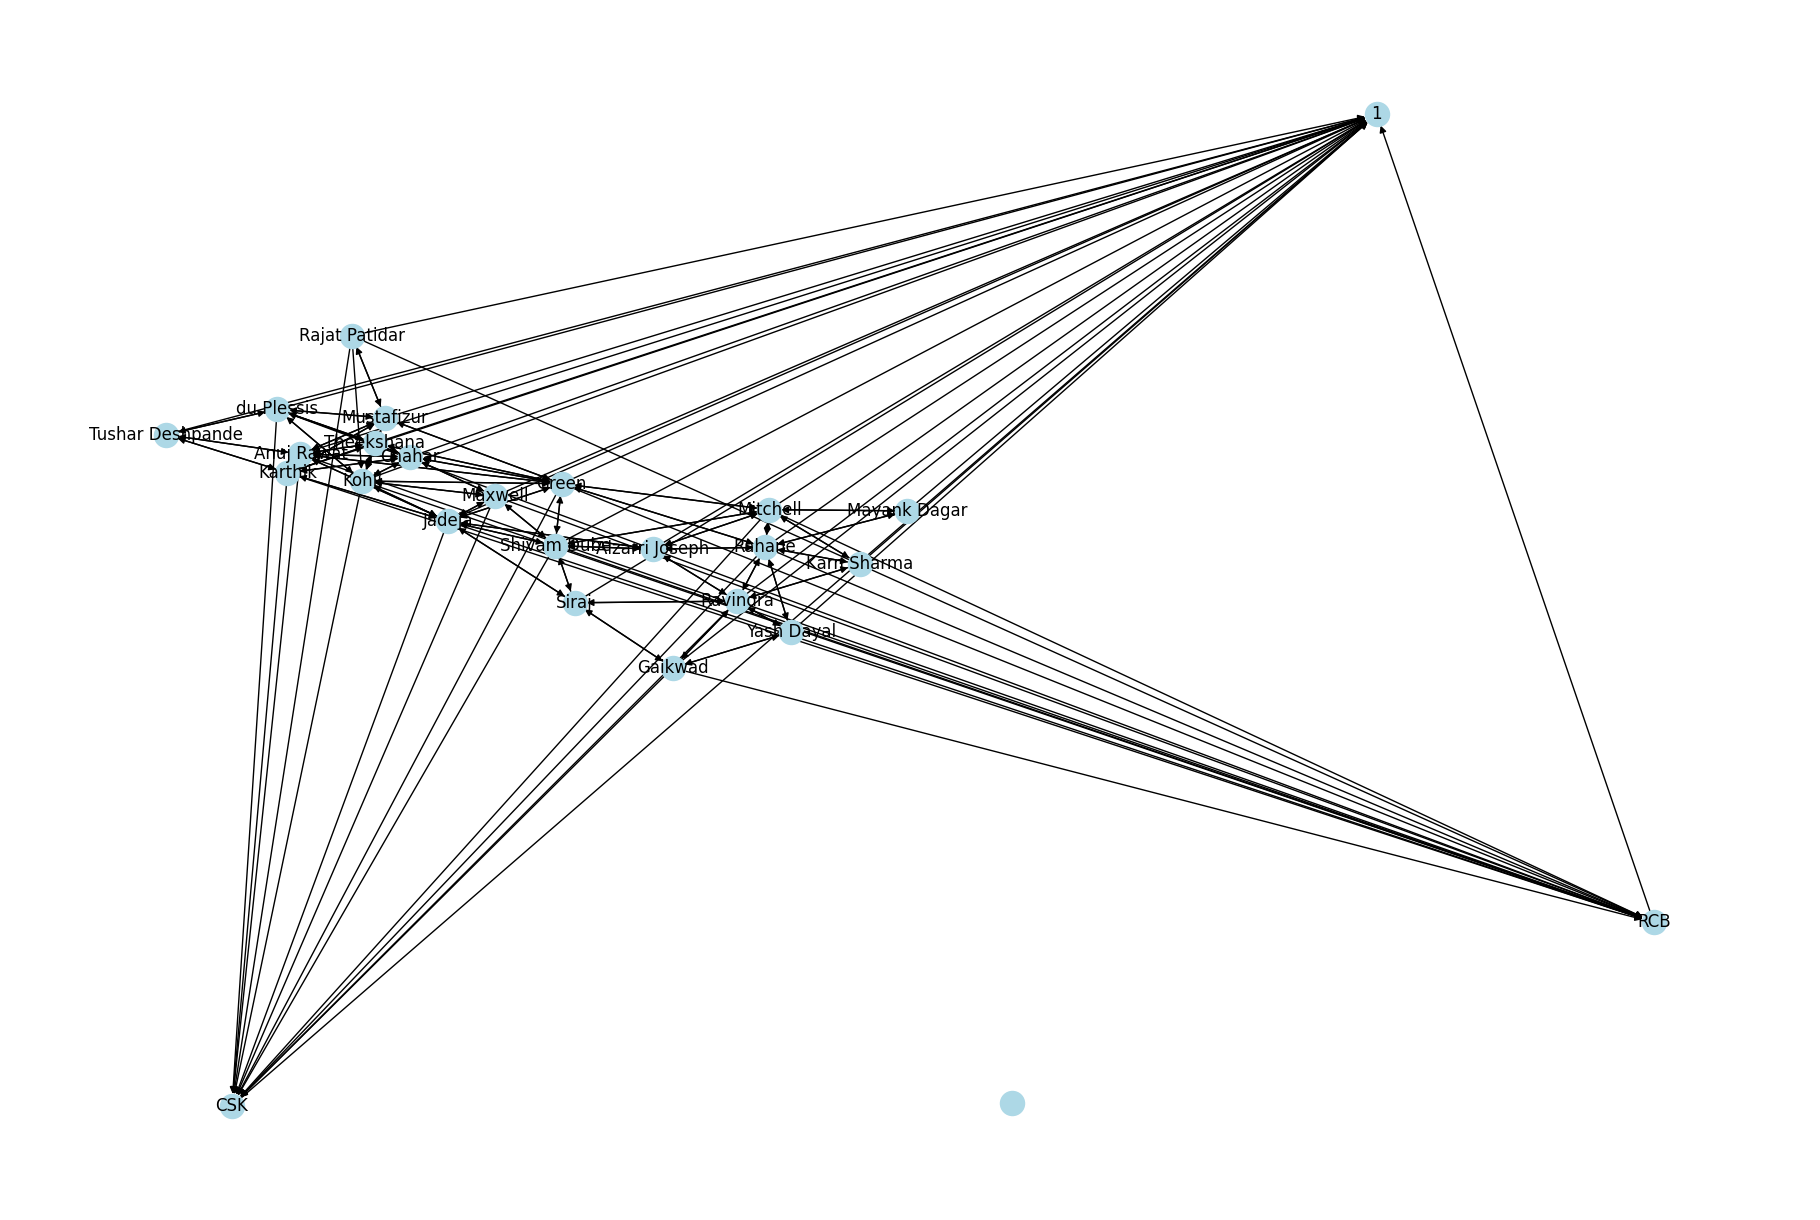 1
Rajat Patidar
du Plessis
Mustafizur
Tushar Deshpande
Theekshana
Anuj Rawat
Chahar
Karthik
Kohli
Green
Maxwell
Mitchell
Mayank Dagar
Jadeja
Shivam Dube
Alzarri Joseph
Rahane
Karn Sharma
Siraj
Ravindra
Yash Dayal
Gaikwad
RCB
CSK